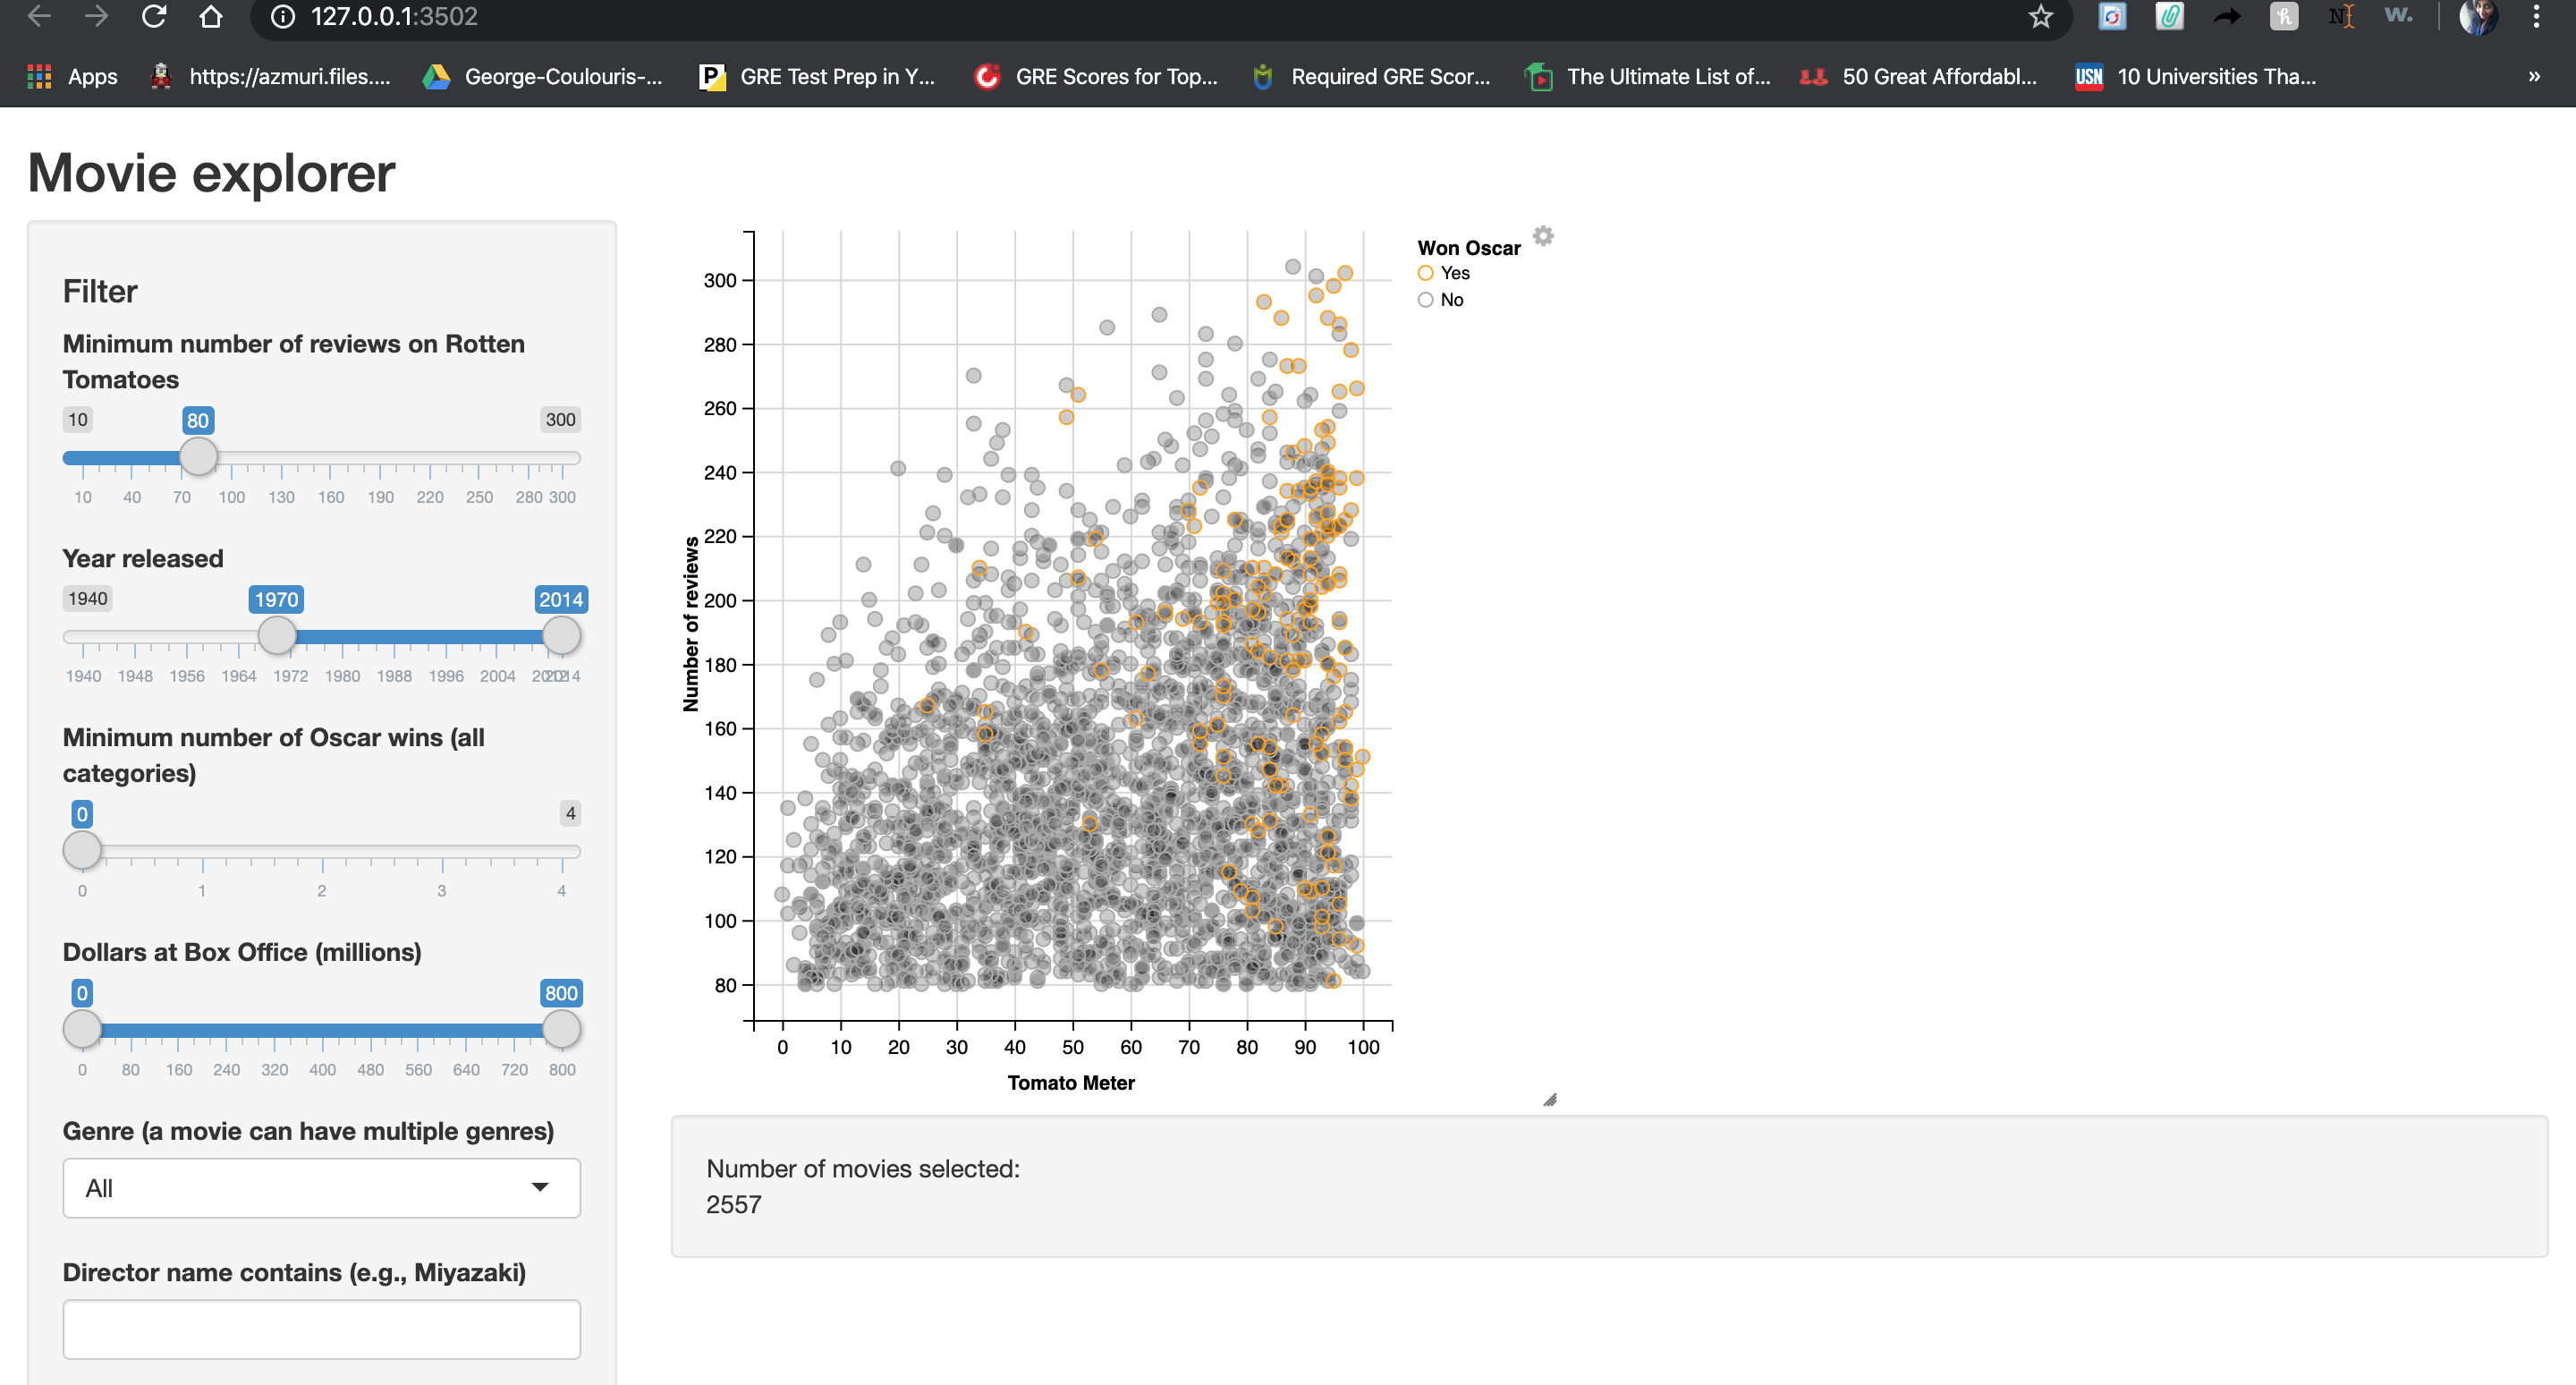 127.0.0.1:3502
Apps https://azmuri.files.... George-Coulouris-... GRE Test Prep in Y... GRE Scores for Top... Required GRE Scor... The Ultimate List of... 50 Great Affordabl... USN 10 Universities Tha... »
Movie explorer
Filter
Minimum number of reviews on Rotten
Tomatoes
10 80 300
10 40 70 100 130 160 190 220 250 280 300
Year released
1940 1970 2014
1940 1948 1956 1964 1972 1980 1988 1996 2004 2012 2014
Minimum number of Oscar wins (all
categories)
0 4
0 1 2 3 4
Dollars at Box Office (millions)
0 800
0 80 160 240 320 400 480 560 640 720 800
Genre (a movie can have multiple genres)
All
Director name contains (e.g., Miyazaki)
Number of reviews
300
280
260
240
220
200
180
160
140
120
100
80
0 10 20 30 40 50 60 70 80 90 100
Tomato Meter
Won Oscar
Yes
No
Number of movies selected:
2557